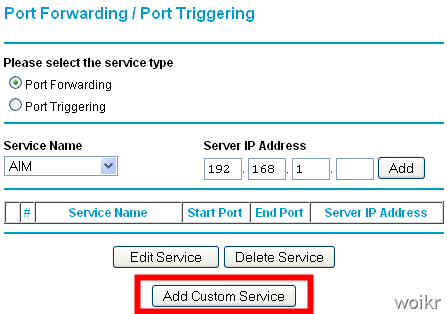 Port Forwarding / Port Triggering
Please select the service type
Port Forwarding
Port Triggering
Service Name Server IP Address
AIM 192 . 168 . 1 . Add
# Service Name Start Port End Port Server IP Address
Edit Service Delete Service
Add Custom Service
woikr